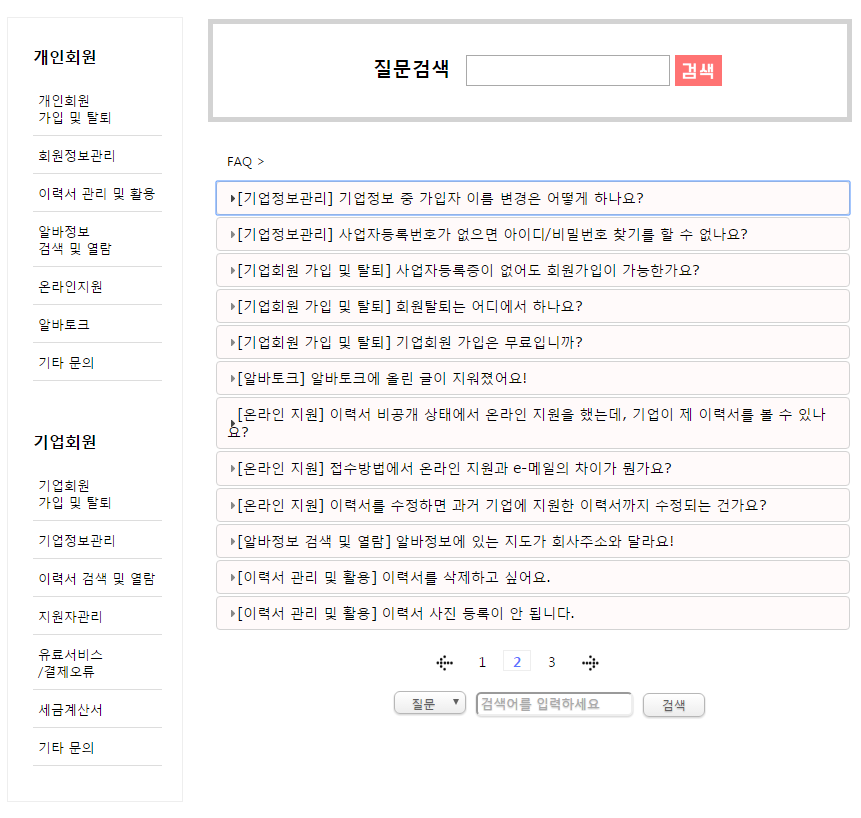 개인회원
개인회원
가입 및 탈퇴
회원정보관리
이력서 관리 및 활용
알바정보
검색 및 열람
온라인지원
알바토크
기타 문의
기업회원
기업회원
가입 및 탈퇴
기업정보관리
이력서 검색 및 열람
지원자관리
유료서비스
/결제오류
세금계산서
기타 문의
질문검색 검색
FAQ >
[기업정보관리] 기업정보 중 가입자 이름 변경은 어떻게 하나요?
[기업정보관리] 사업자등록번호가 없으면 아이디/비밀번호 찾기를 할 수 없나요?
[기업회원 가입 및 탈퇴] 사업자등록증이 없어도 회원가입이 가능한가요?
[기업회원 가입 및 탈퇴] 회원탈퇴는 어디에서 하나요?
[기업회원 가입 및 탈퇴] 기업회원 가입은 무료입니까?
[알바토크] 알바토크에 올린 글이 지워졌어요!
[온라인 지원] 이력서 비공개 상태에서 온라인 지원을 했는데, 기업이 제 이력서를 볼 수 있나
요?
[온라인 지원] 접수방법에서 온라인 지원과 e-메일의 차이가 뭔가요?
[온라인 지원] 이력서를 수정하면 과거 기업에 지원한 이력서까지 수정되는 건가요?
[알바정보 검색 및 열람] 알바정보에 있는 지도가 회사주소와 달라요!
[이력서 관리 및 활용] 이력서를 삭제하고 싶어요.
[이력서 관리 및 활용] 이력서 사진 등록이 안 됩니다.
1 2 3
질문 검색어를 입력하세요 검색